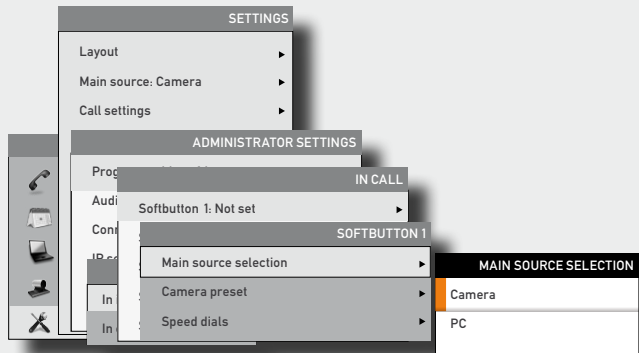 SETTINGS
Layout
Main source: Camera
Call settings
ADMINISTRATOR SETTINGS
IN CALL
Softbutton 1: Not set
SOFTBUTTON 1
Main source selection
Camera preset
Speed dials
MAIN SOURCE SELECTION
Camera
PC